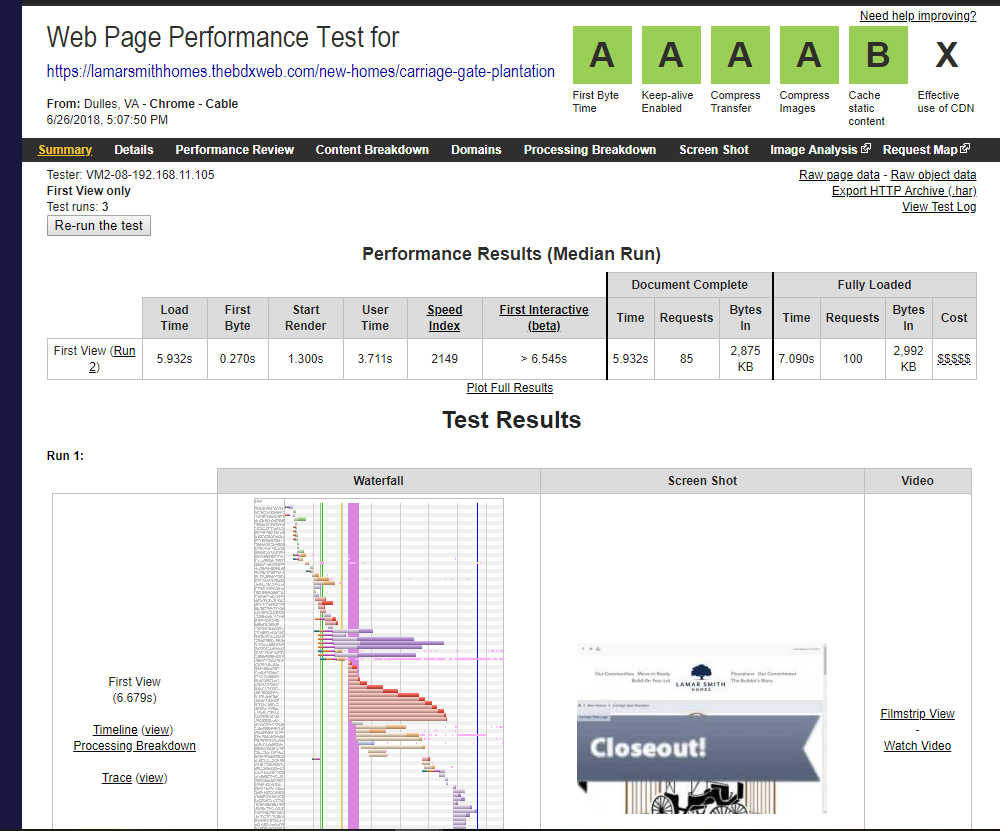 Need help improving?
Web Page Performance Test for
https://lamarsmithhomes.thebdxweb.com/new-homes/carriage-gate-plantation
From: Dulles, VA - Chrome - Cable
6/26/2018, 5:07:50 PM
A A A A B X
First Byte Time
Keep-alive Enabled
Compress Transfer
Compress Images
Cache static content
Effective use of CDN
Summary Details Performance Review Content Breakdown Domains Processing Breakdown Screen Shot Image Analysis Request Map
Tester: VM2-08-192.168.11.105
First View only
Test runs: 3
Re-run the test
Raw page data - Raw object data
Export HTTP Archive (.har)
View Test Log
Performance Results (Median Run)
Document Complete Fully Loaded
Load Time First Byte Start Render User Time Speed Index First Interactive (beta) Time Requests Bytes In Time Requests Bytes In Cost
First View (Run 2) 5.932s 0.270s 1.300s 3.711s 2149 > 6.545s 5.932s 85 2,875 KB 7.090s 100 2,992 KB $$$$$
Plot Full Results
Test Results
Run 1:
Waterfall Screen Shot Video
First View
(6.679s)
Timeline (view)
Processing Breakdown
Trace (view)
Our Communities Move-in Ready
Build On Your Lot
LAMAR SMITH
HOMES
Floorplans Our Commitment
The Builder's Story
Closeout!
Filmstrip View
-
Watch Video